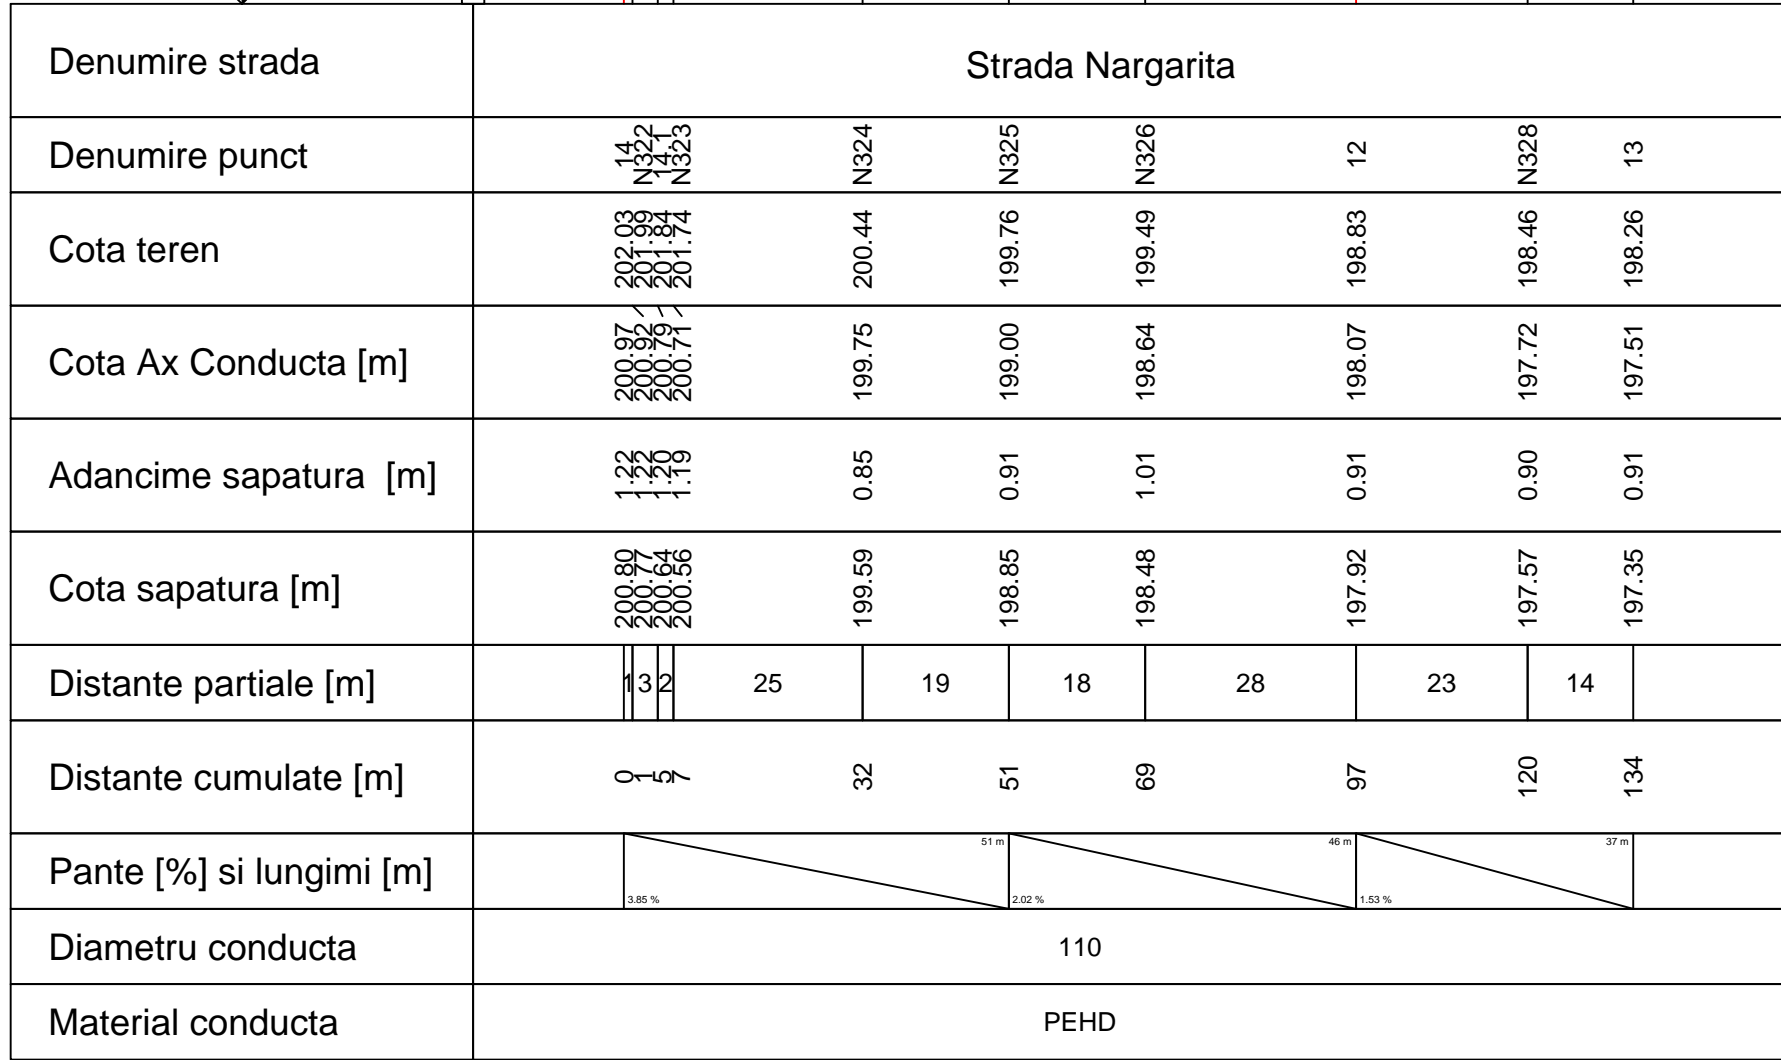 Denumire strada Strada Nargarita
Denumire punct 14 N322 14.1 N323 N324 N325 N326 12 N328 13
Cota teren 202.03 201.99 201.84 201.74 200.44 199.76 199.49 198.83 198.46 198.26
Cota Ax Conducta [m] 200.97 200.92 200.79 200.71 199.75 199.00 198.64 198.07 197.72 197.51
Adancime sapatura [m] 1.22 1.22 1.20 1.19 0.85 0.91 1.01 0.91 0.90 0.91
Cota sapatura [m] 200.80 200.77 200.64 200.56 199.59 198.85 198.48 197.92 197.57 197.35
Distante partiale [m] 1 3 2 25 19 18 28 23 14
Distante cumulate [m] 0 1 5 7 32 51 69 97 120 134
Pante [%] si lungimi [m] 3.85 % 51 m 2.02 % 46 m 1.53 % 37 m
Diametru conducta 110
Material conducta PEHD